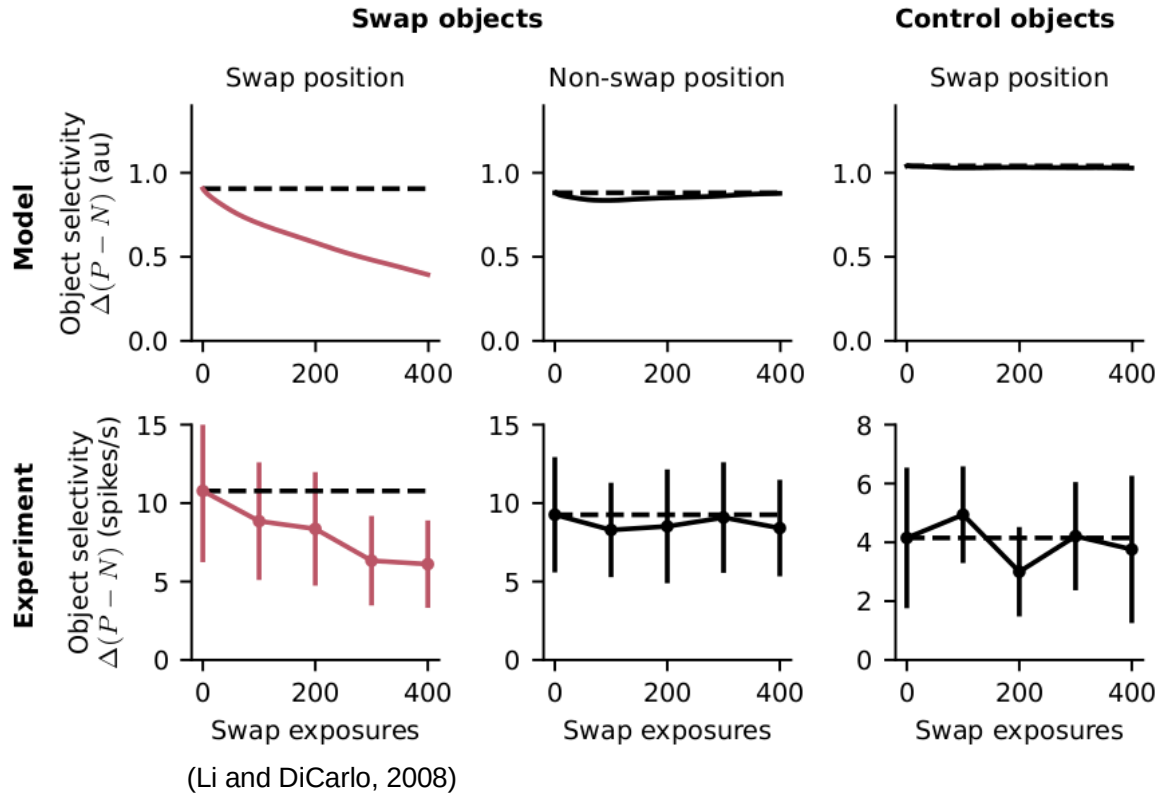 Swap objects
Control objects
Swap position
Non-swap position
Swap position
Model
Object selectivity
Δ(P − N) (au)
1.0
0.5
0.0
0 200 400
1.0
0.5
0.0
0 200 400
1.0
0.5
0.0
0 200 400
Experiment
Object selectivity
Δ(P − N) (spikes/s)
15
10
5
0
0 200 400
Swap exposures
15
10
5
0
0 200 400
Swap exposures
8
6
4
2
0
0 200 400
Swap exposures
(Li and DiCarlo, 2008)